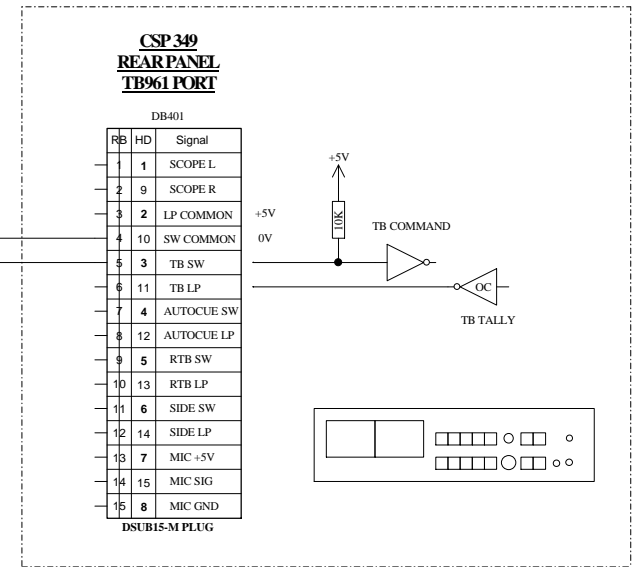 CSP 349
REAR PANEL
TB961 PORT
DB401
RB HD Signal
1 1 SCOPE L
2 9 SCOPE R
3 2 LP COMMON +5V
4 10 SW COMMON 0V
5 3 TB SW
6 11 TB LP
7 4 AUTOCUE SW
8 12 AUTOCUE LP
9 5 RTB SW
10 13 RTB LP
11 6 SIDE SW
12 14 SIDE LP
13 7 MIC +5V
14 15 MIC SIG
15 8 MIC GND
DSUB15-M PLUG
+5V
10K
TB COMMAND
OC
TB TALLY